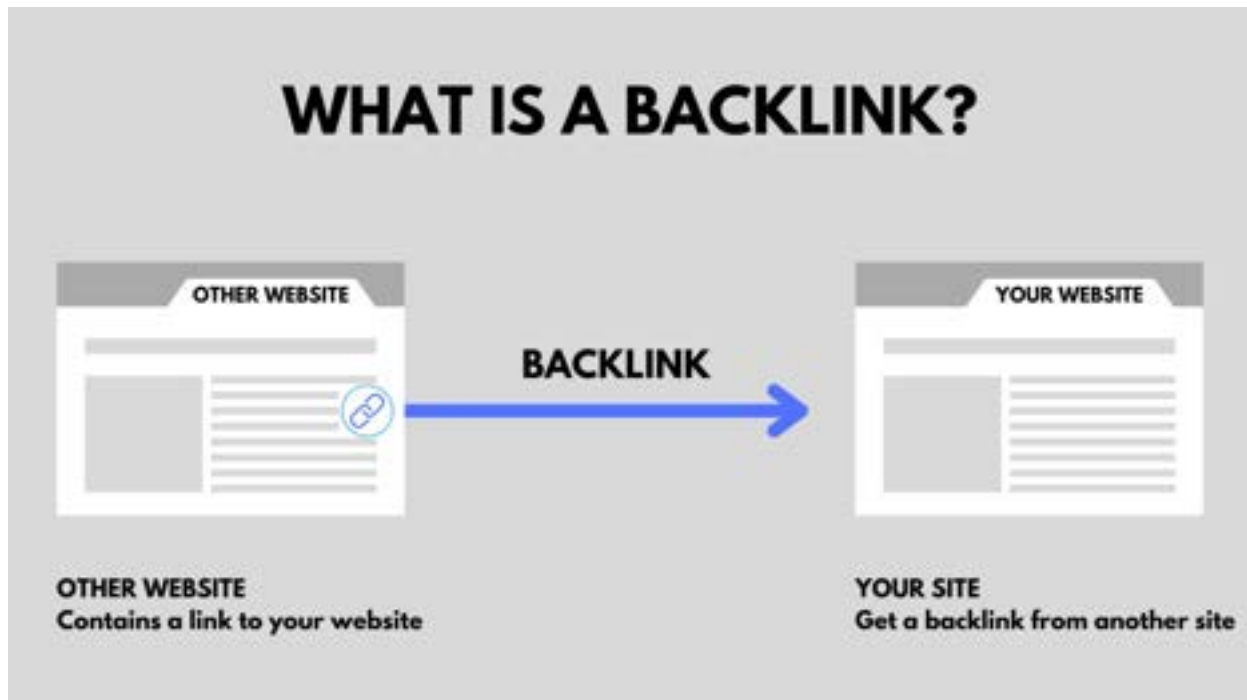 WHAT IS A BACKLINK?
OTHER WEBSITE
YOUR WEBSITE
BACKLINK
OTHER WEBSITE
Contains a link to your website
YOUR SITE
Get a backlink from another site